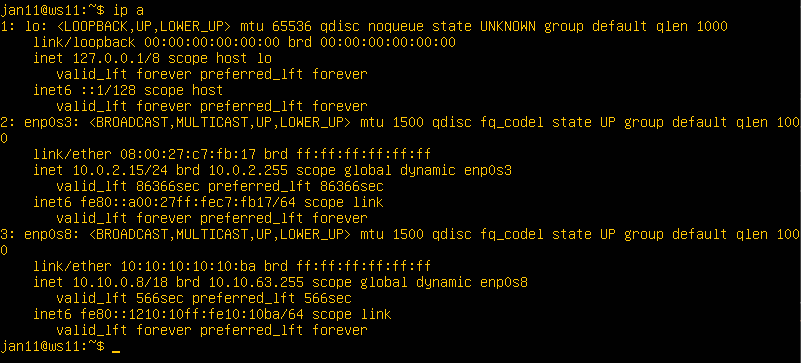 jan11@ws11:~$ ip a
1: lo: <LOOPBACK,UP,LOWER_UP> mtu 65536 qdisc noqueue state UNKNOWN group default qlen 1000
    link/loopback 00:00:00:00:00:00 brd 00:00:00:00:00:00
    inet 127.0.0.1/8 scope host lo
       valid_lft forever preferred_lft forever
    inet6 ::1/128 scope host
       valid_lft forever preferred_lft forever
2: enp0s3: <BROADCAST,MULTICAST,UP,LOWER_UP> mtu 1500 qdisc fq_codel state UP group default qlen 100
0
    link/ether 08:00:27:c7:fb:17 brd ff:ff:ff:ff:ff:ff
    inet 10.0.2.15/24 brd 10.0.2.255 scope global dynamic enp0s3
       valid_lft 86366sec preferred_lft 86366sec
    inet6 fe80::a00:27ff:fec7:fb17/64 scope link
       valid_lft forever preferred_lft forever
3: enp0s8: <BROADCAST,MULTICAST,UP,LOWER_UP> mtu 1500 qdisc fq_codel state UP group default qlen 100
0
    link/ether 10:10:10:10:10:ba brd ff:ff:ff:ff:ff:ff
    inet 10.10.0.8/18 brd 10.10.63.255 scope global dynamic enp0s8
       valid_lft 566sec preferred_lft 566sec
    inet6 fe80::1210:10ff:fe10:10ba/64 scope link
       valid_lft forever preferred_lft forever
jan11@ws11:~$ _